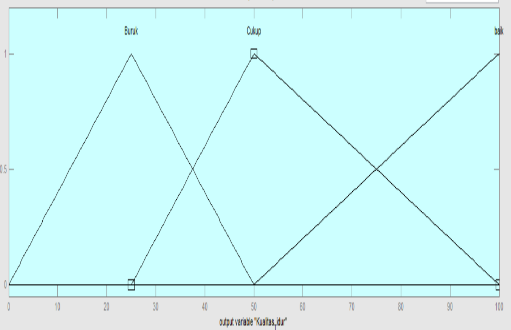 Buruk Cukup baik
1
0.5
0
0 10 20 30 40 50 60 70 80 90 100
output variable "Kualitas_tidur"